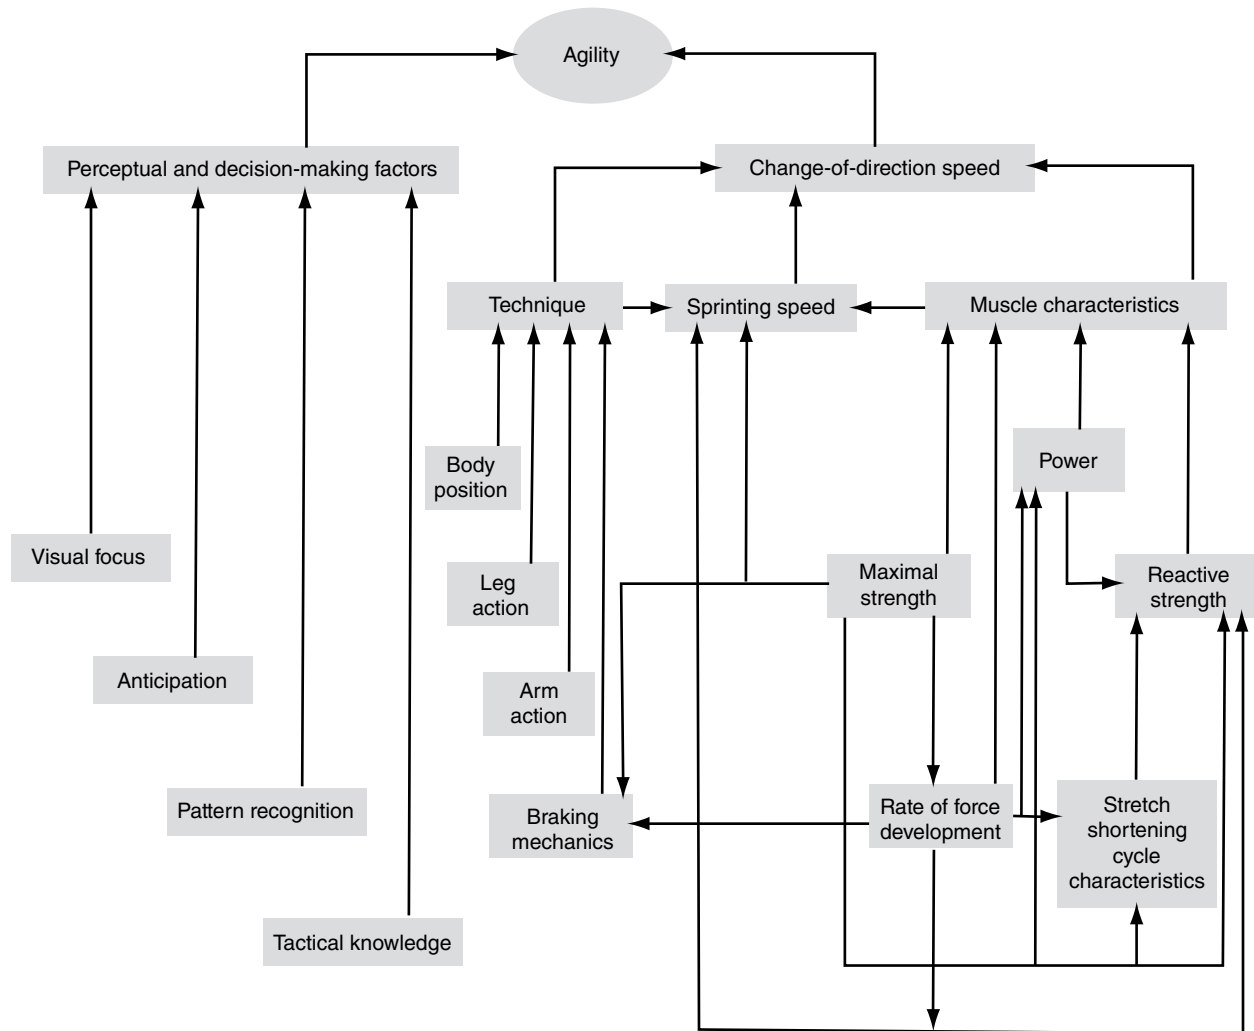 Agility
Perceptual and decision-making factors
Change-of-direction speed
Technique
Sprinting speed
Muscle characteristics
Body
position
Power
Visual focus
Leg
action
Maximal
strength
Reactive
strength
Anticipation
Arm
action
Pattern recognition
Braking
mechanics
Rate of force
development
Stretch
shortening
cycle
characteristics
Tactical knowledge